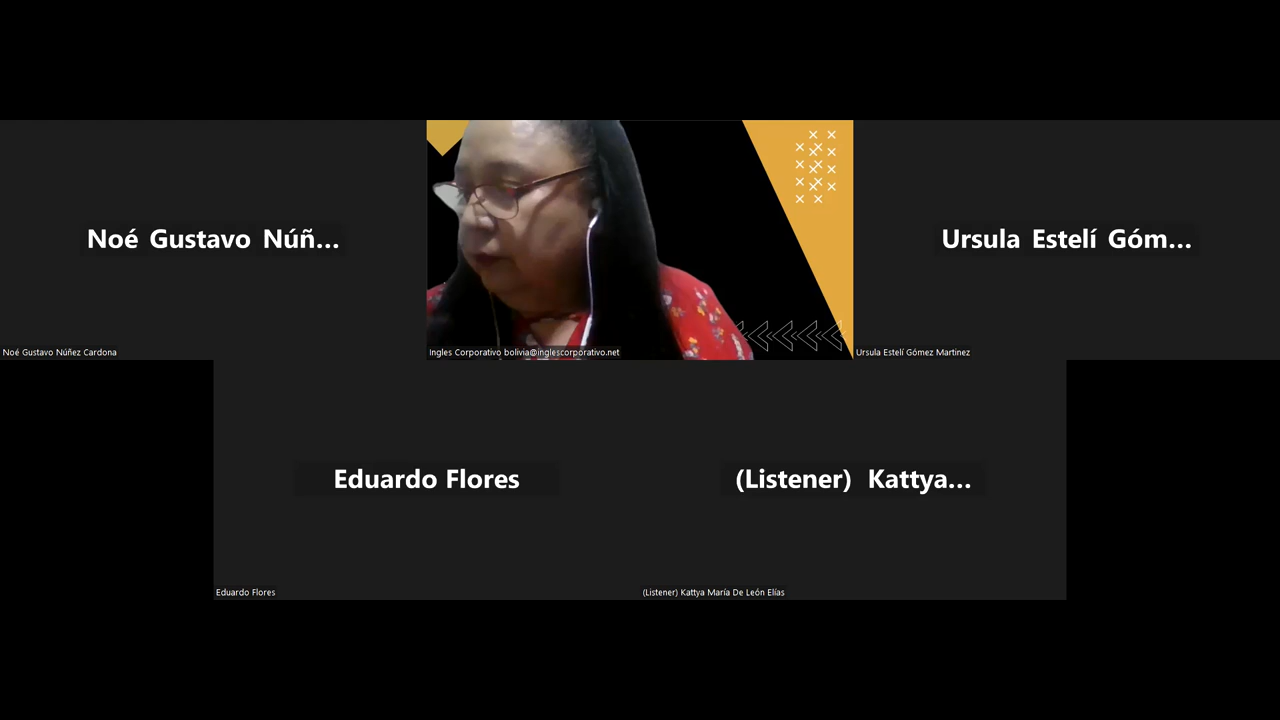 Noé Gustavo Núñ...
Noé Gustavo Núñez Cardona
Ingles Corporativo bolivia@inglescorporativo.net
Ursula Estelí Góm...
Ursula Estelí Gómez Martinez
Eduardo Flores
Eduardo Flores
(Listener) Kattya...
(Listener) Kattya María De León Elías